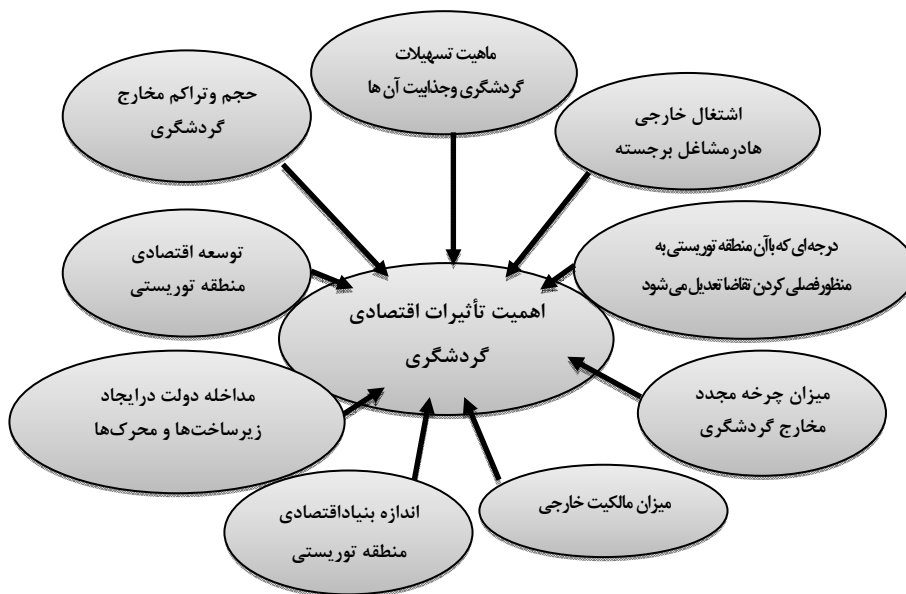 ماهیت تسهیلات
گردشگری وجذابیت آن ها
اشتغال خارجی
هادرمشاغل برجسته
درجه‌ای که باآن منطقه توریستی به
منظورفصلی کردن تقاضا تعدیل می شود
میزان چرخه مجدد
مخارج گردشگری
میزان مالکیت خارجی
اندازه بنیاداقتصادی
منطقه توریستی
مداخله دولت درایجاد
زیرساخت‌ها و محرک‌ها
توسعه اقتصادی
منطقه توریستی
حجم وتراکم مخارج
گردشگری
اهمیت تأثیرات اقتصادی
گردشگری